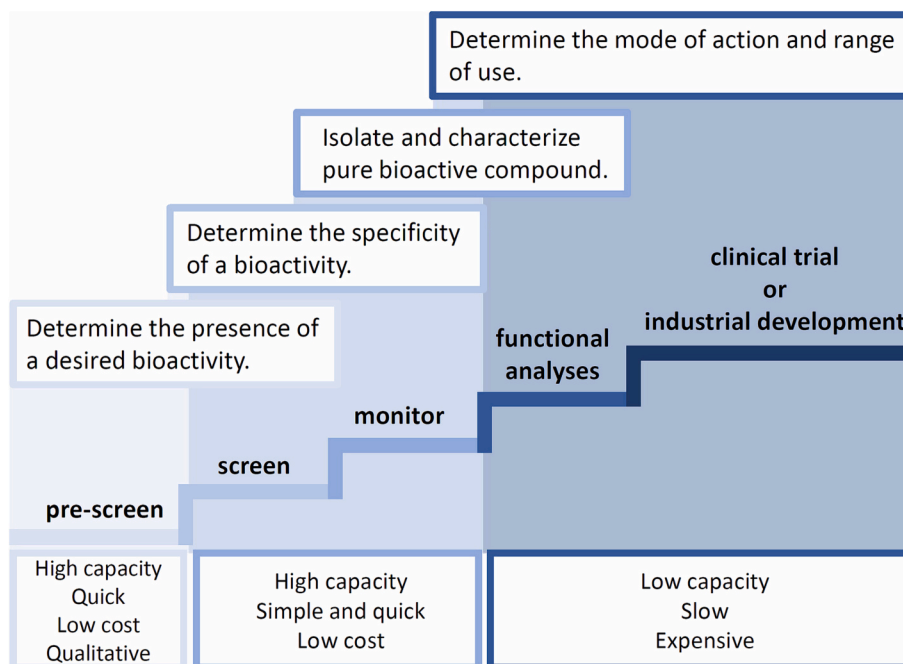 Determine the mode of action and range
of use.
Isolate and characterize
pure bioactive compound.
Determine the specificity
of a bioactivity.
Determine the presence of
a desired bioactivity.
clinical trial
or
industrial development
functional
analyses
monitor
screen
pre-screen
High capacity
Quick
Low cost
Qualitative
High capacity
Simple and quick
Low cost
Low capacity
Slow
Expensive